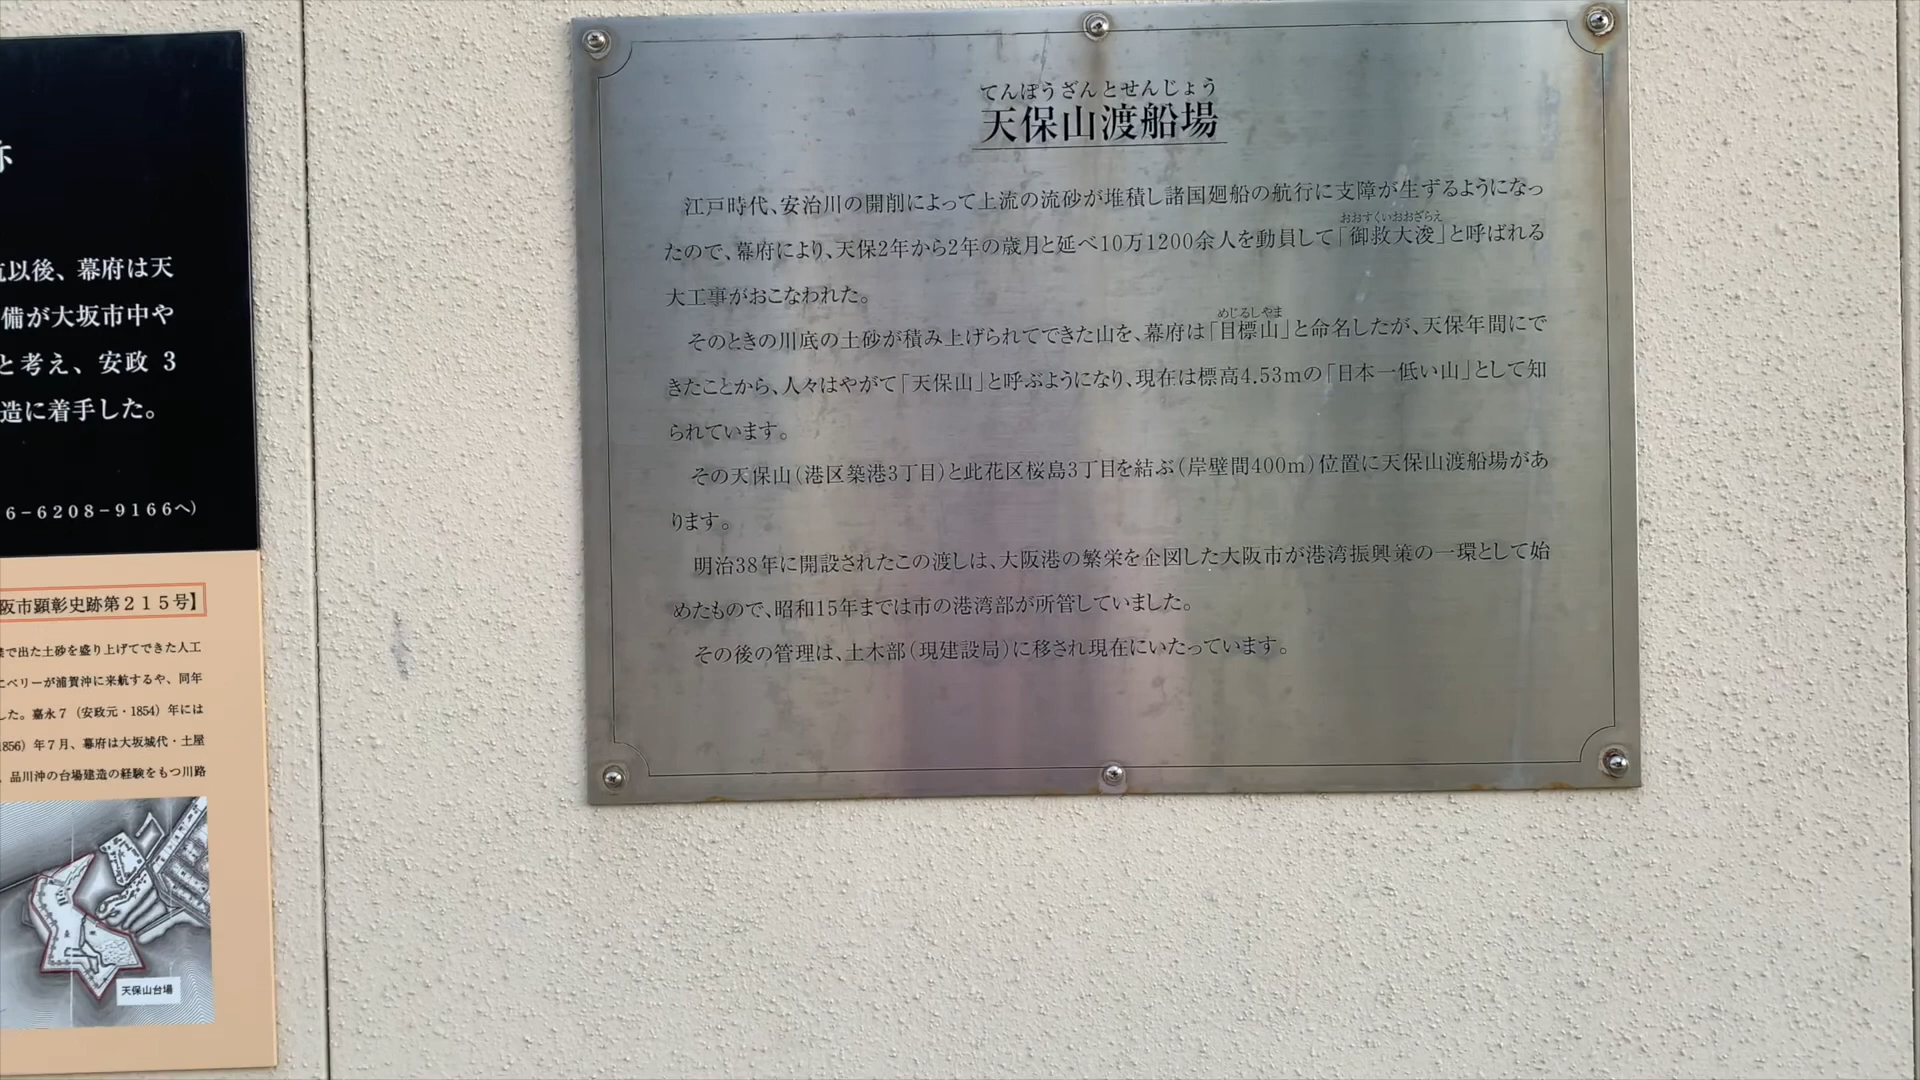 弥
航以後、幕府は天
備が大坂市中や
と考え、安政 3
造に着手した。
6-6208-9166へ)
阪市顕彰史跡第215号】
で出た土砂を盛り上げてできた人工
にペリーが浦賀沖に来航するや、同年
した。嘉永7(安政元・1854)年には
1856)年7月、幕府は大坂城代・土屋
、品川沖の台場建造の経験をもつ川路
天保山台場
てんぽうざんとせんじょう
天保山渡船場
江戸時代、安治川の開削によって上流の流砂が堆積し諸国廻船の航行に支障が生ずるようになっ
おおすくいおおざらえ
たので、幕府により、天保2年から2年の歳月と延べ10万1200余人を動員して「御救大浚」と呼ばれる
大工事がおこなわれた。
めじるしやま
そのときの川底の土砂が積み上げられてできた山を、幕府は「目標山」と命名したが、天保年間にで
きたことから、人々はやがて「天保山」と呼ぶようになり、現在は標高4.53mの「日本一低い山」として知
られています。
その天保山(港区築港3丁目)と此花区桜島3丁目を結ぶ(岸壁間400m)位置に天保山渡船場があ
ります。
明治38年に開設されたこの渡しは、大阪港の繁栄を企図した大阪市が港湾振興策の一環として始
めたもので、昭和15年までは市の港湾部が所管していました。
その後の管理は、土木部(現建設局)に移され現在にいたっています。